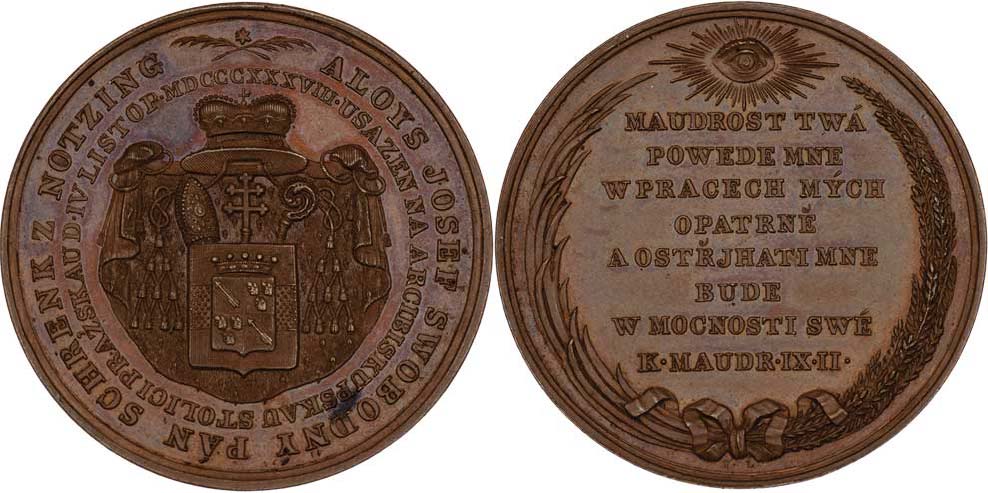 ALOYS JOSEF SWOBODNY PÁN SCHRENK Z NOTZING
MDCCCXXXVIII·USAZEN NA ARCIBISKUPSKAU STOLICI PRAŽSKAU D·IV LISTOP·
MAUDROST TWÁ
POWEDE MNE
W PRACECH MÝCH
OPATRNĚ
A OSTŘJHATI MNE
BUDE
W MOCNOSTI SWÉ
K·MAUDR·IX·II·